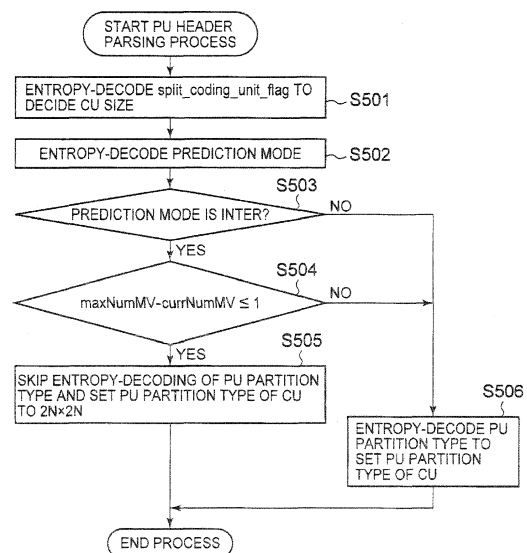 START PU HEADER
PARSING PROCESS
ENTROPY-DECODE split_coding_unit_flag TO
DECIDE CU SIZE
S501
ENTROPY-DECODE PREDICTION MODE
S502
S503
PREDICTION MODE IS INTER?
NO
YES
S504
maxNumMV-currNumMV ≤ 1
NO
YES
S505
SKIP ENTROPY-DECODING OF PU PARTITION
TYPE AND SET PU PARTITION TYPE OF CU
TO 2N×2N
S506
ENTROPY-DECODE PU
PARTITION TYPE TO
SET PU PARTITION
TYPE OF CU
END PROCESS